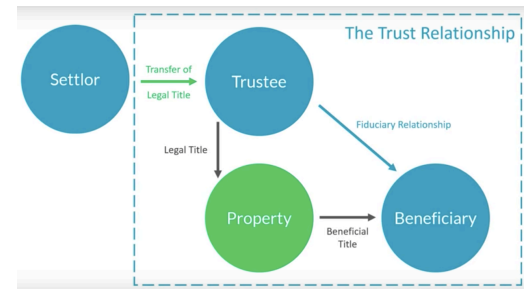 The Trust Relationship
Settlor
Transfer of
Legal Title
Trustee
Fiduciary Relationship
Legal Title
Property
Beneficial
Title
Beneficiary